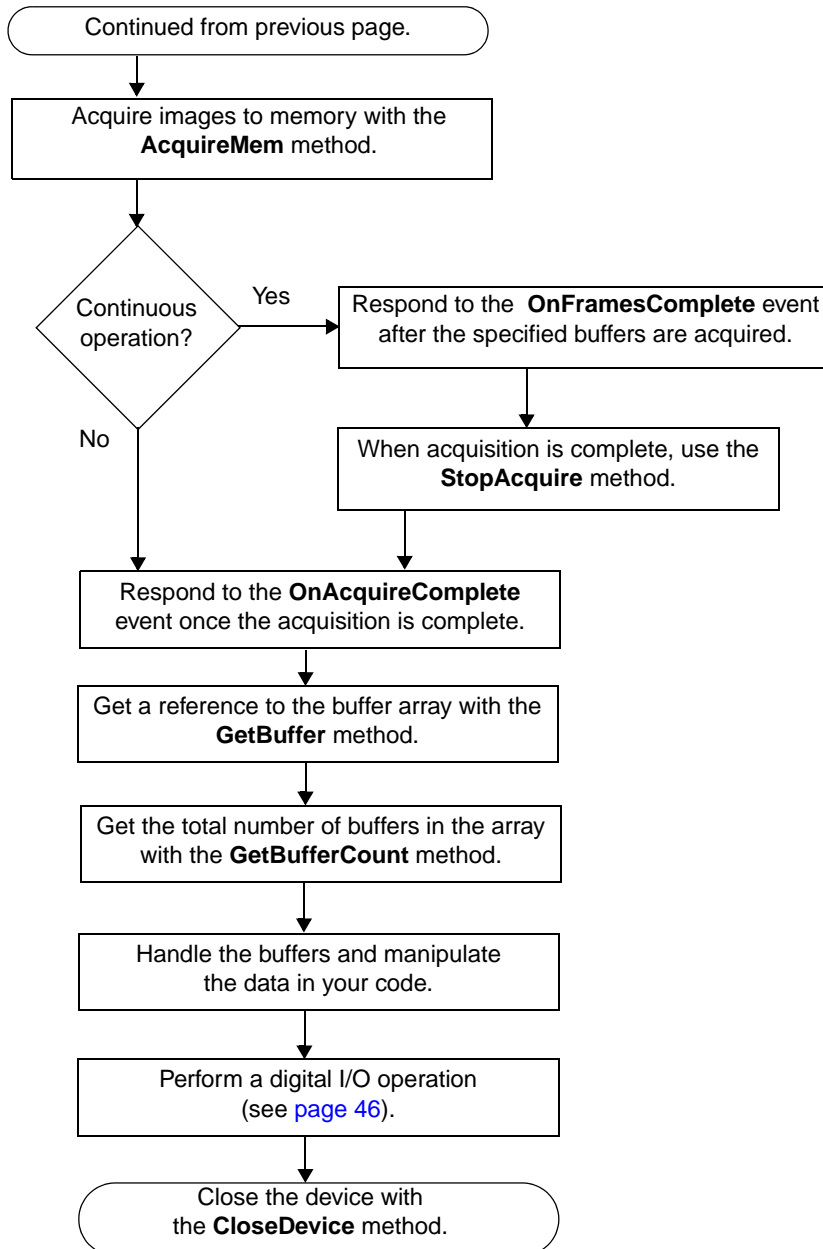 Continued from previous page.
Acquire images to memory with the
AcquireMem method.
Continuous
operation?
Yes
Respond to the OnFramesComplete event
after the specified buffers are acquired.
No
When acquisition is complete, use the
StopAcquire method.
Respond to the OnAcquireComplete
event once the acquisition is complete.
Get a reference to the buffer array with the
GetBuffer method.
Get the total number of buffers in the array
with the GetBufferCount method.
Handle the buffers and manipulate
the data in your code.
Perform a digital I/O operation
(see page 46).
Close the device with
the CloseDevice method.